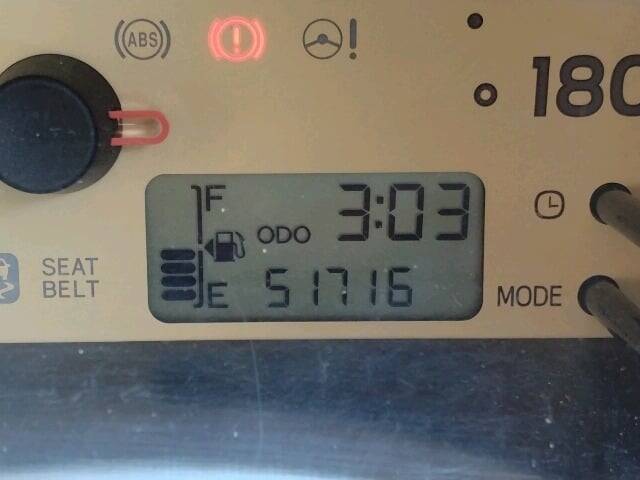 ABS
180
F
ODO 3:03
SEAT
BELT
E 51716
MODE